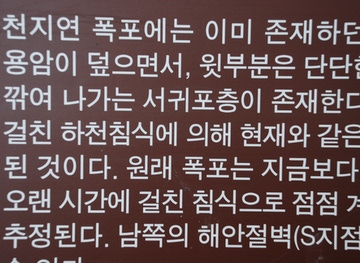 천지연 폭포에는 이미 존재하던
용암이 덮으면서, 윗부분은 단단한
깎여 나가는 서귀포층이 존재한다
걸친 하천침식에 의해 현재와 같은
된 것이다. 원래 폭포는 지금보다
오랜 시간에 걸친 침식으로 점점
추정된다. 남쪽의 해안절벽(S지점